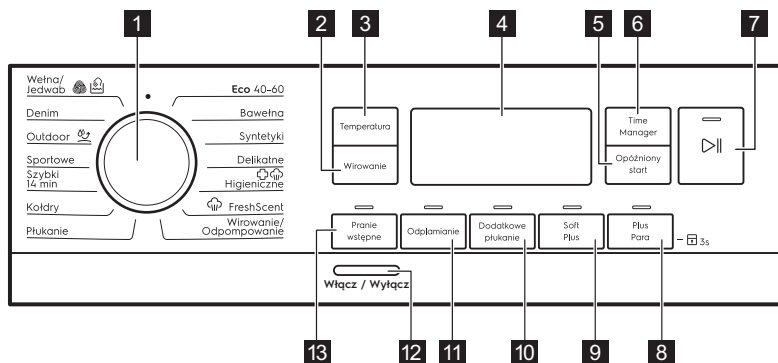 1
2
3
4
5
6
7
Wełna/
Jedwab
Denim
Outdoor
Sportowe
Szybki
14 min
Kołdry
Płukanie
Eco 40-60
Bawełna
Syntetyki
Delikatne
Higieniczne
FreshScent
Wirowanie/
Odpompowanie
Temperatura
Wirowanie
Time
Manager
Opóźniony
start
Pranie
wstępne
Odplamianie
Dodatkowe
płukanie
Soft
Plus
Plus
Para
3s
Włącz / Wyłącz
13
12
11
10
9
8